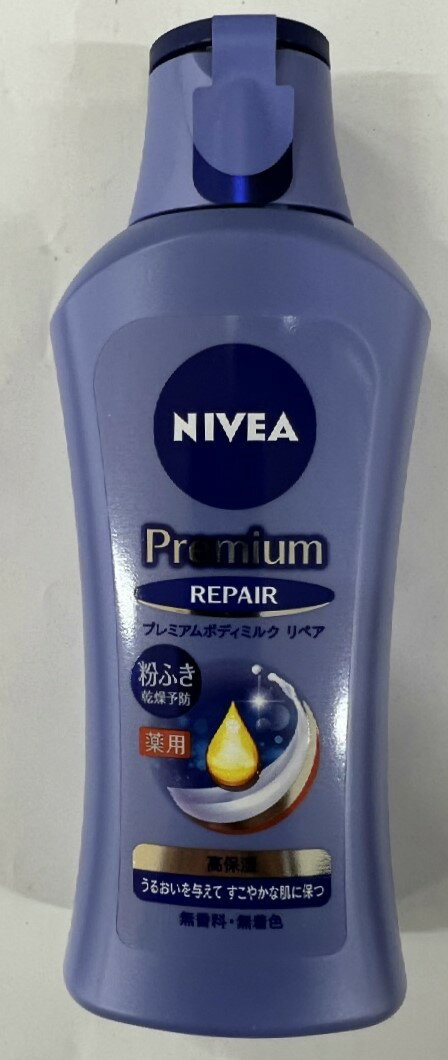 NIVEA
Premium
REPAIR
プレミアムボディミルク リペア
粉ふき
乾燥予防
薬用
高保湿
うるおいを与えて すこやかな肌に保つ
無香料・無着色